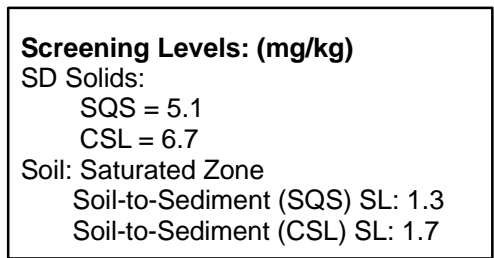 Screening Levels: (mg/kg)
SD Solids:
SQS = 5.1
CSL = 6.7
Soil: Saturated Zone
Soil-to-Sediment (SQS) SL: 1.3
Soil-to-Sediment (CSL) SL: 1.7